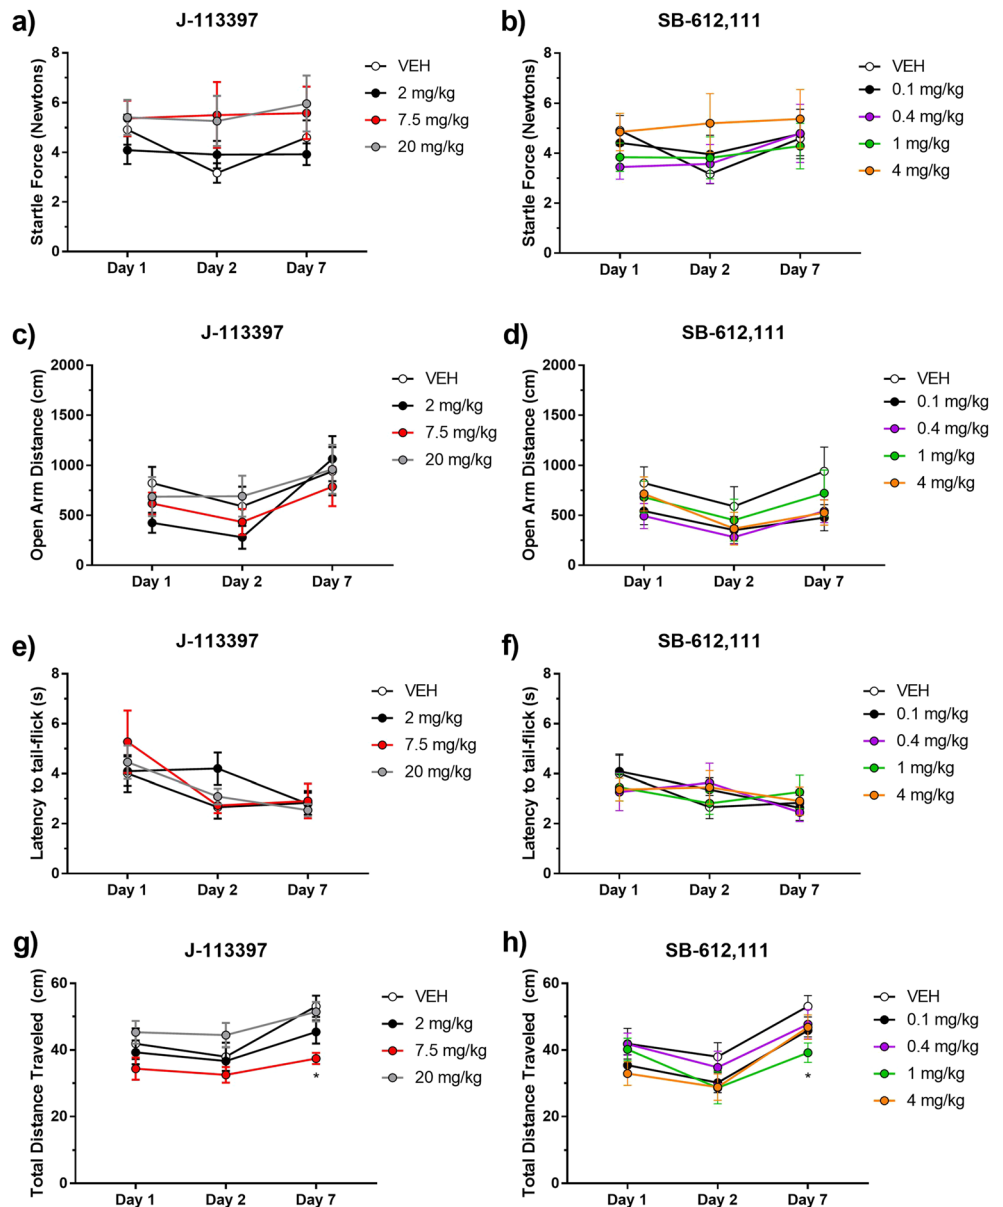 a)
J-113397
Startle Force (Newtons)
8
6
4
2
0
Day 1
Day 2
Day 7
VEH
2 mg/kg
7.5 mg/kg
20 mg/kg
b)
SB-612,111
Startle Force (Newtons)
8
6
4
2
0
Day 1
Day 2
Day 7
VEH
0.1 mg/kg
0.4 mg/kg
1 mg/kg
4 mg/kg
c)
J-113397
Open Arm Distance (cm)
2000
1500
1000
500
0
Day 1
Day 2
Day 7
VEH
2 mg/kg
7.5 mg/kg
20 mg/kg
d)
SB-612,111
Open Arm Distance (cm)
2000
1500
1000
500
0
Day 1
Day 2
Day 7
VEH
0.1 mg/kg
0.4 mg/kg
1 mg/kg
4 mg/kg
e)
J-113397
Latency to tail-flick (s)
8
6
4
2
0
Day 1
Day 2
Day 7
VEH
2 mg/kg
7.5 mg/kg
20 mg/kg
f)
SB-612,111
Latency to tail-flick (s)
8
6
4
2
0
Day 1
Day 2
Day 7
VEH
0.1 mg/kg
0.4 mg/kg
1 mg/kg
4 mg/kg
g)
J-113397
Total Distance Traveled (cm)
60
40
20
0
*
Day 1
Day 2
Day 7
VEH
2 mg/kg
7.5 mg/kg
20 mg/kg
h)
SB-612,111
Total Distance Traveled (cm)
60
40
20
0
*
Day 1
Day 2
Day 7
VEH
0.1 mg/kg
0.4 mg/kg
1 mg/kg
4 mg/kg